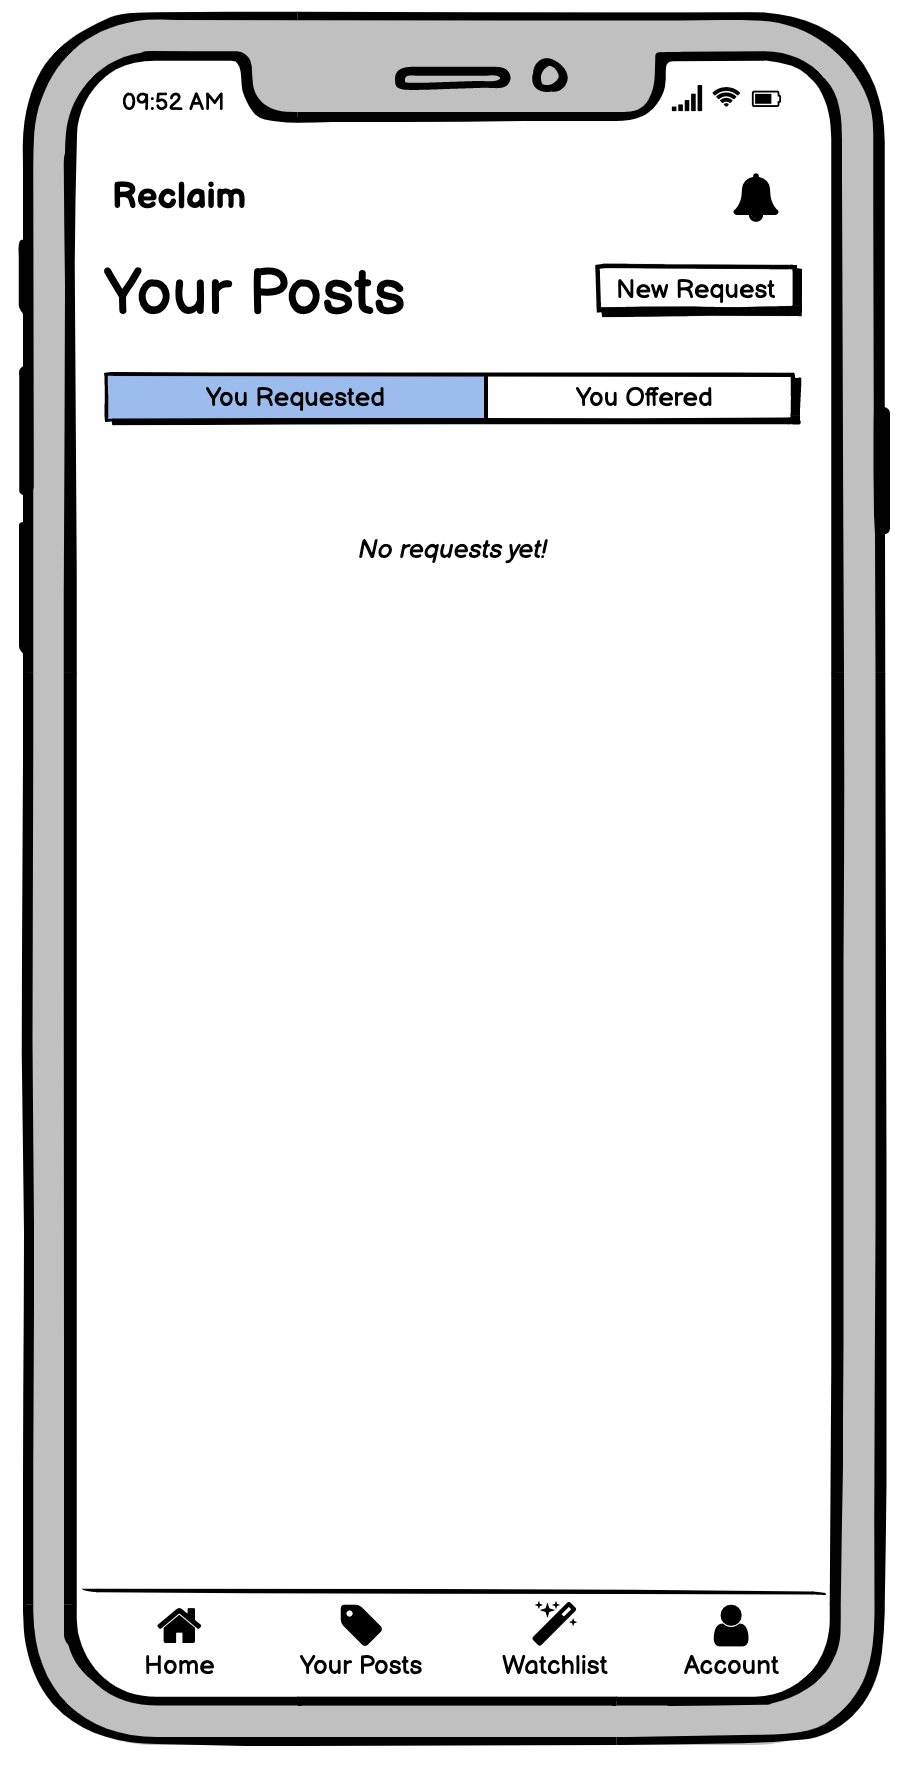 09:52 AM
Reclaim
Your Posts
New Request
You Requested
You Offered
No requests yet!
Home
Your Posts
Watchlist
Account